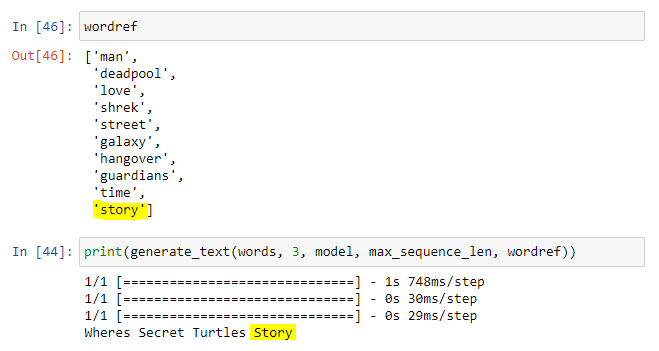 In [46]: wordref
Out[46]: ['man',
'deadpool',
'love',
'shrek',
'street',
'galaxy',
'hangover',
'guardians',
'time',
'story']
In [44]: print(generate_text(words, 3, model, max_sequence_len, wordref))
1/1 [==============================] - 1s 748ms/step
1/1 [==============================] - 0s 30ms/step
1/1 [==============================] - 0s 29ms/step
Wheres Secret Turtles Story